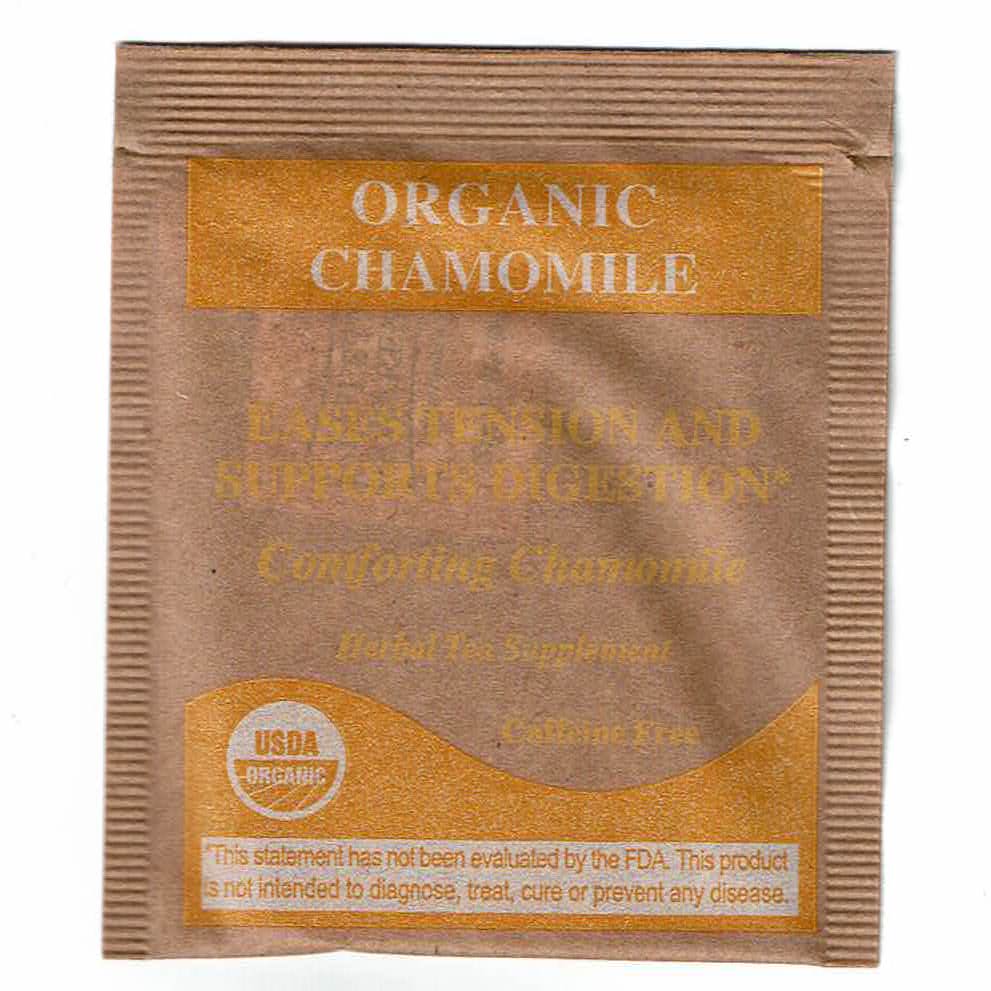 ORGANIC
CHAMOMILE
EASES TENSION AND
SUPPORTS DIGESTION*
Comforting Chamomile
Herbal Tea Supplement
Caffeine Free
USDA
ORGANIC
*This statement has not been evaluated by the FDA. This product
is not intended to diagnose, treat, cure or prevent any disease.